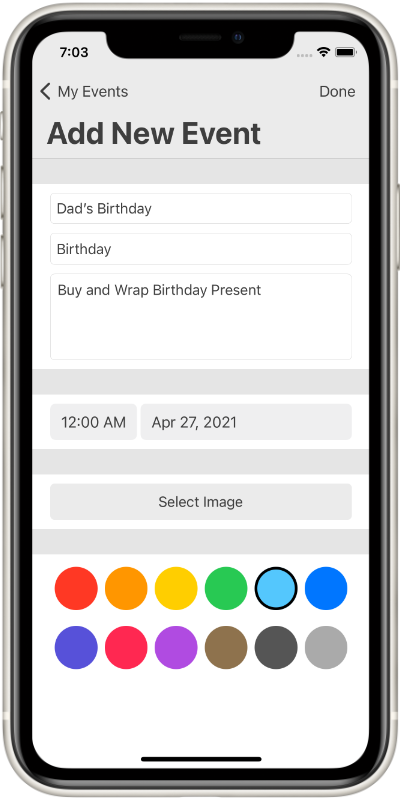 7:03
My Events
Done
Add New Event
Dad's Birthday
Birthday
Buy and Wrap Birthday Present
12:00 AM
Apr 27, 2021
Select Image